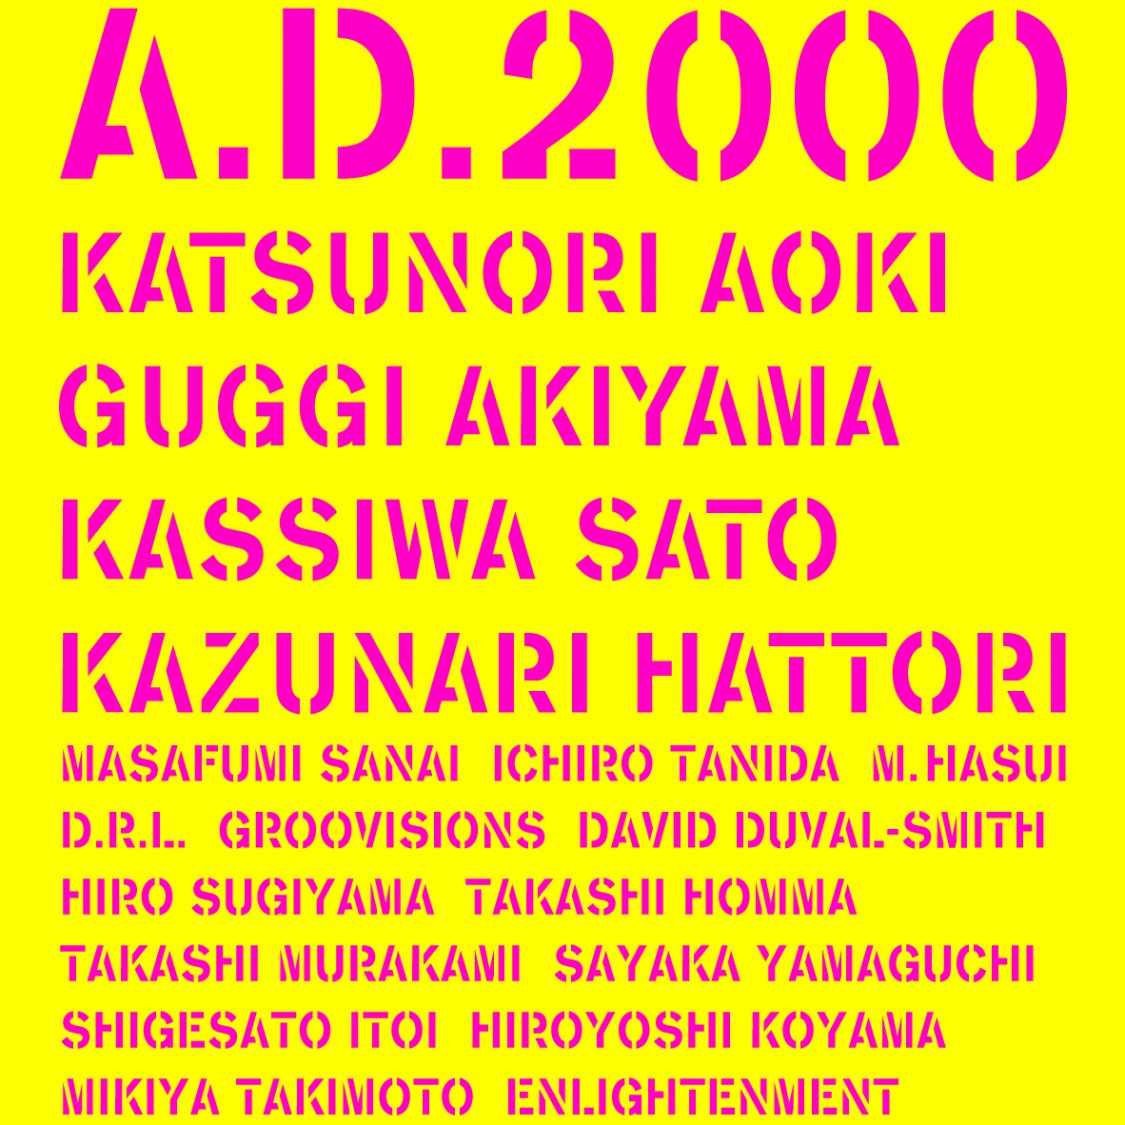 A.D.2000
KATSUNORI AOKI
GUGGI AKIYAMA
KASSIWA SATO
KAZUNARI HATTORI
MASAFUMI SANAI ICHIRO TANIDA M.HASUI
D.R.L. GROOVISIONS DAVID DUVAL-SMITH
HIRO SUGIYAMA TAKASHI HOMMA
TAKASHI MURAKAMI SAYAKA YAMAGUCHI
SHIGESATO ITOI HIROYOSHI KOYAMA
MIKIYA TAKIMOTO ENLIGHTENMENT